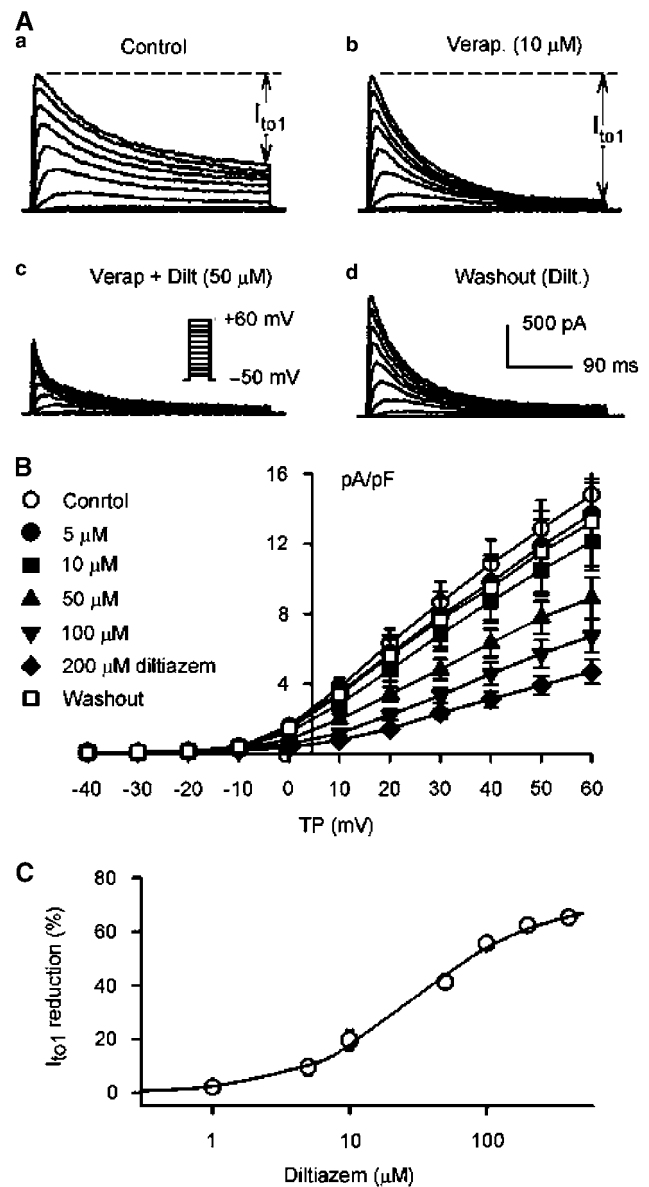 A
a
Control
I to1
b
Verap. (10 μM)
I to1
c
Verap + Dilt (50 μM)
+60 mV
−50 mV
d
Washout (Dilt.)
500 pA
90 ms
B
pA/pF
16
12
8
4
Conrtol
5 μM
10 μM
50 μM
100 μM
200 μM diltiazem
Washout
-40 -30 -20 -10 0 10 20 30 40 50 60
TP (mV)
C
I to1 reduction (%)
80
60
40
20
0
1 10 100
Diltiazem (μM)